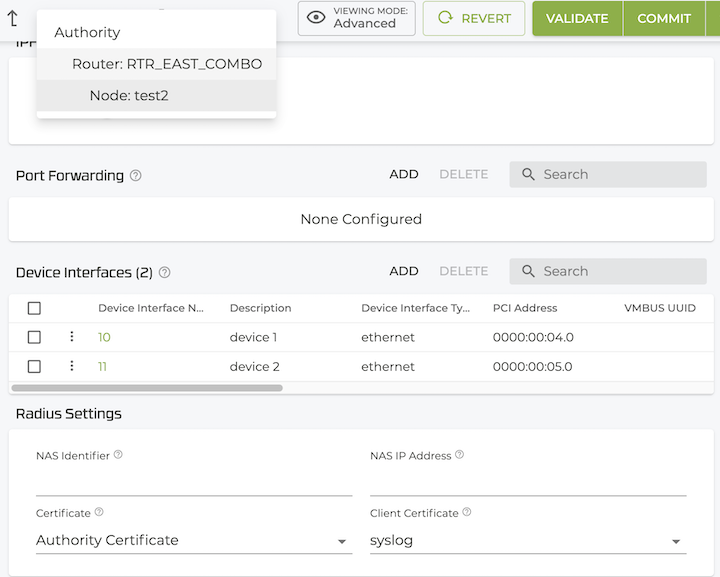 Authority
Router: RTR_EAST_COMBO
Node: test2
VIEWING MODE:
Advanced
REVERT
VALIDATE
COMMIT
Port Forwarding
ADD
DELETE
Search
None Configured
Device Interfaces (2)
ADD
DELETE
Search
Device Interface N... Description Device Interface Ty... PCI Address VMBUS UUID
10 device 1 ethernet 0000:00:04.0
11 device 2 ethernet 0000:00:05.0
Radius Settings
NAS Identifier
NAS IP Address
Certificate
Authority Certificate
Client Certificate
syslog